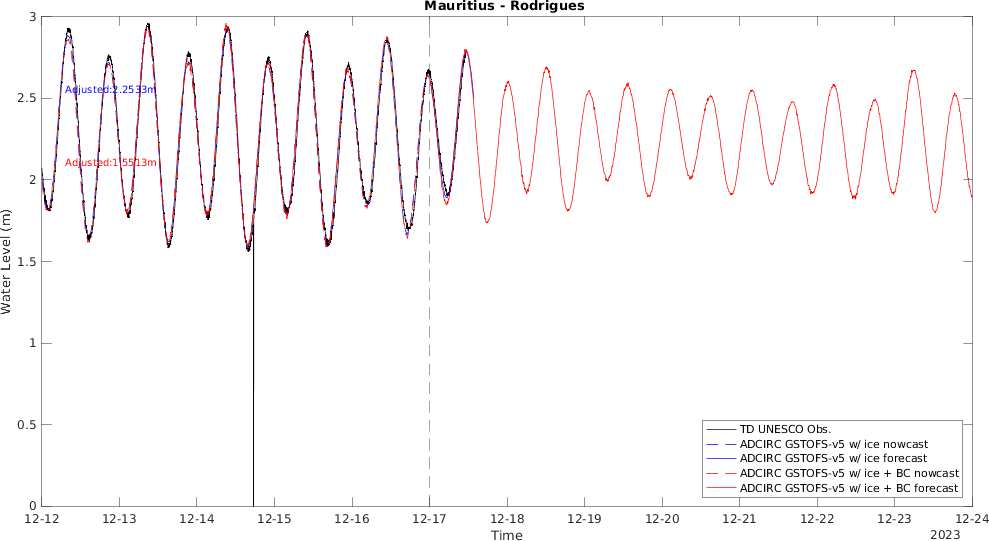 Mauritius - Rodrigues
3
2.5
2
1.5
1
0.5
0
Water Level (m)
Adjusted:2.2533m
Adjusted:1.5513m
TD UNESCO Obs.
ADCIRC GSTOFS-v5 w/ ice nowcast
ADCIRC GSTOFS-v5 w/ ice forecast
ADCIRC GSTOFS-v5 w/ ice + BC nowcast
ADCIRC GSTOFS-v5 w/ ice + BC forecast
12-12 12-13 12-14 12-15 12-16 12-17 12-18 12-19 12-20 12-21 12-22 12-23 12-24
Time
2023